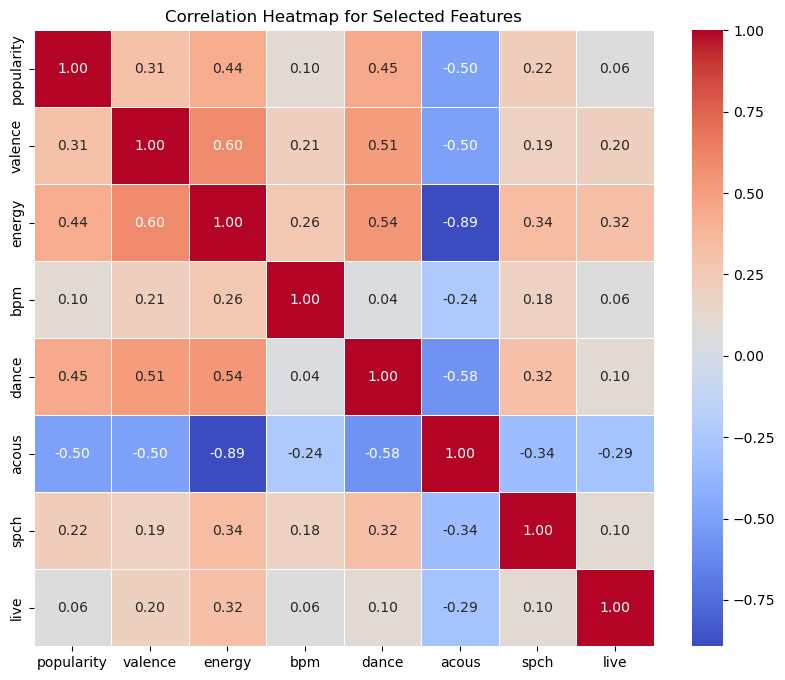 Correlation Heatmap for Selected Features
popularity 1.00 0.31 0.44 0.10 0.45 -0.50 0.22 0.06
valence 0.31 1.00 0.60 0.21 0.51 -0.50 0.19 0.20
energy 0.44 0.60 1.00 0.26 0.54 -0.89 0.34 0.32
bpm 0.10 0.21 0.26 1.00 0.04 -0.24 0.18 0.06
dance 0.45 0.51 0.54 0.04 1.00 -0.58 0.32 0.10
acous -0.50 -0.50 -0.89 -0.24 -0.58 1.00 -0.34 -0.29
spch 0.22 0.19 0.34 0.18 0.32 -0.34 1.00 0.10
live 0.06 0.20 0.32 0.06 0.10 -0.29 0.10 1.00
popularity valence energy bpm dance acous spch live
1.00
0.75
0.50
0.25
0.00
−0.25
−0.50
−0.75